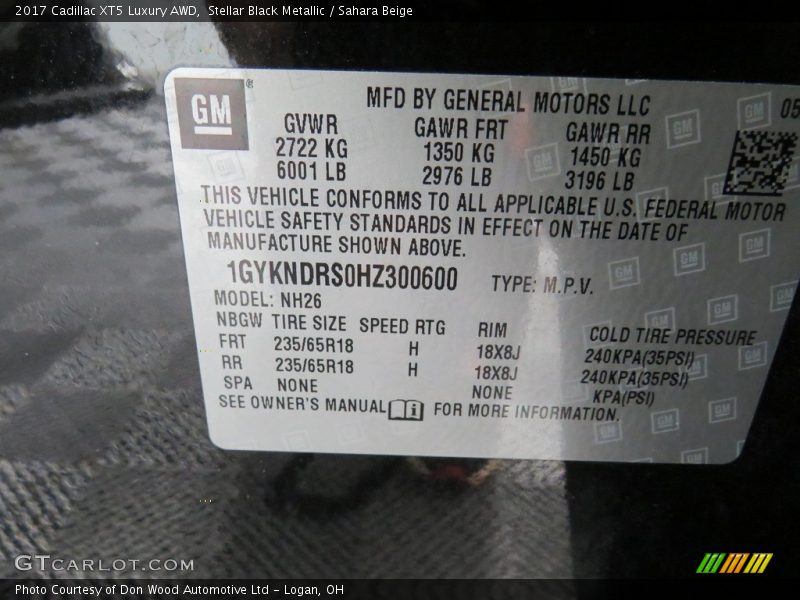 2017 Cadillac XT5 Luxury AWD,  Stellar Black Metallic / Sahara Beige
GM
MFD BY GENERAL MOTORS LLC
05
GVWR GAWR FRT GAWR RR
2722 KG 1350 KG 1450 KG
6001 LB 2976 LB 3196 LB
THIS VEHICLE CONFORMS TO ALL APPLICABLE U.S. FEDERAL MOTOR
VEHICLE SAFETY STANDARDS IN EFFECT ON THE DATE OF
MANUFACTURE SHOWN ABOVE.
1GYKNDRS0HZ300600 TYPE: M.P.V.
MODEL: NH26
NBGW TIRE SIZE SPEED RTG RIM COLD TIRE PRESSURE
FRT 235/65R18 H 18X8J 240KPA(35PSI)
RR 235/65R18 H 18X8J 240KPA(35PSI)
SPA NONE NONE KPA(PSI)
SEE OWNER'S MANUAL FOR MORE INFORMATION.
GTCARLOT.COM
Photo Courtesy of Don Wood Automotive Ltd - Logan, OH